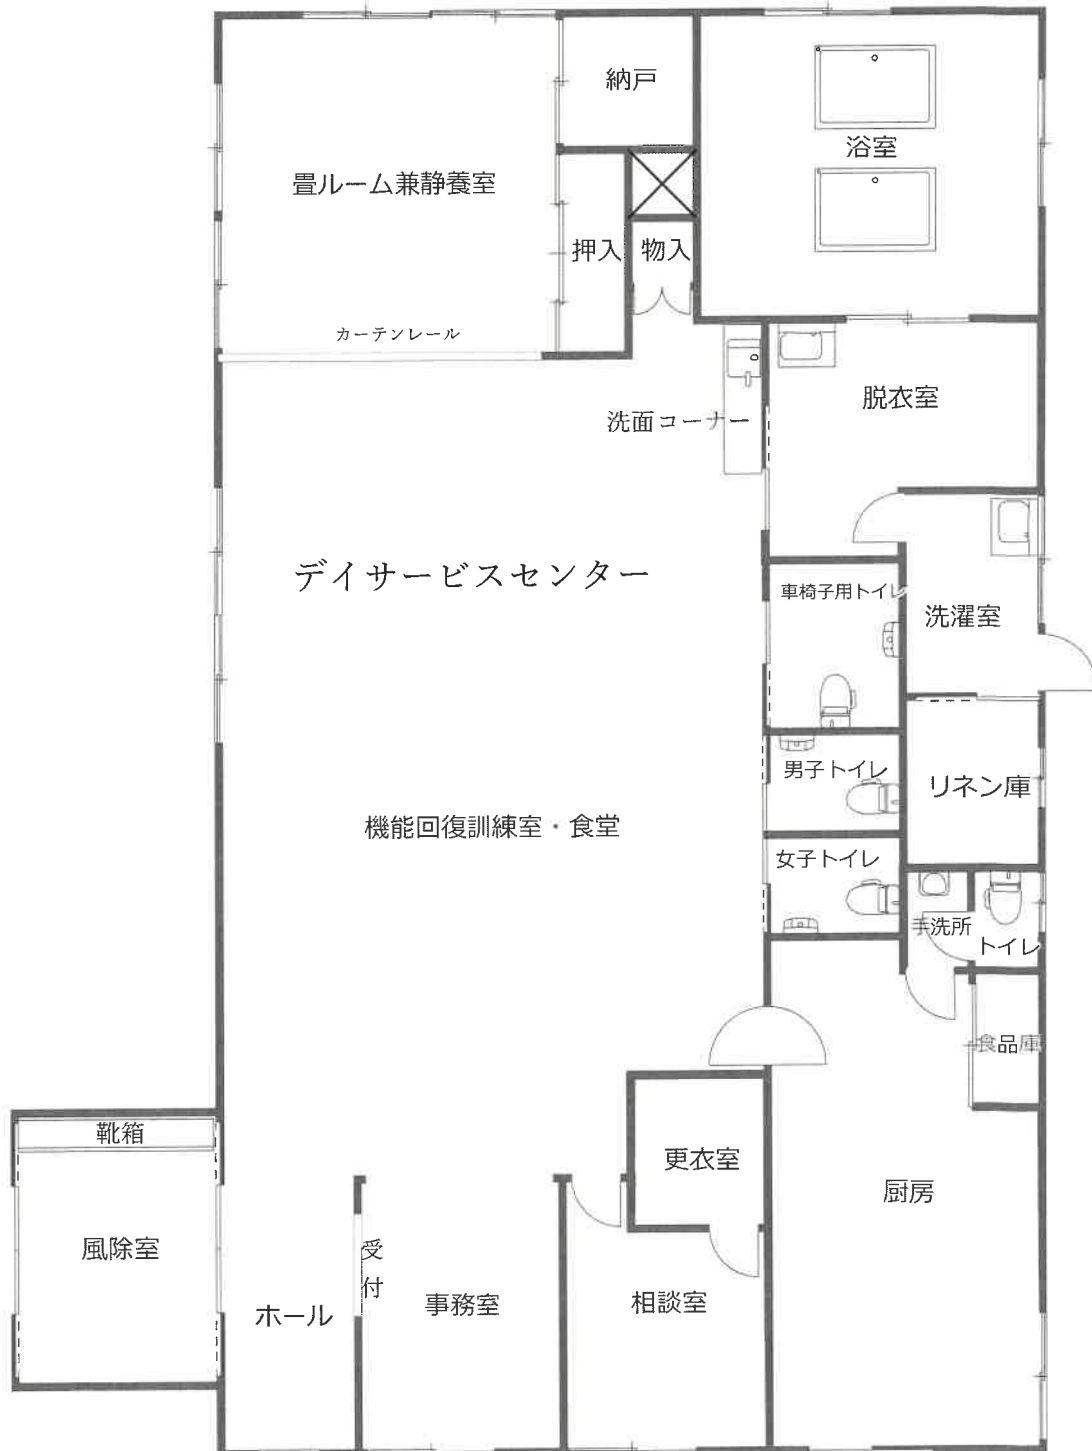 納戸
浴室
畳ルーム兼静養室
押入
物入
カーテンレール
脱衣室
洗面コーナー
デイサービスセンター
車椅子用トイレ
洗濯室
男子トイレ
リネン庫
機能回復訓練室・食堂
女子トイレ
手洗所
トイレ
食品庫
靴箱
更衣室
厨房
風除室
受付
事務室
相談室
ホール